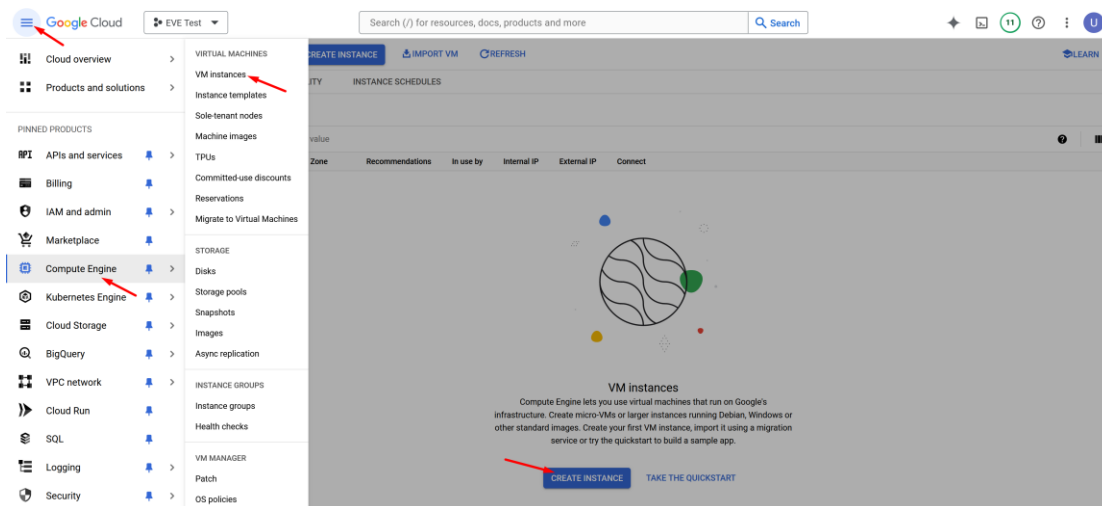 Google Cloud
EVE Test
Search (/) for resources, docs, products and more
Search
11
U
Cloud overview
Products and solutions
PINNED PRODUCTS
API APIs and services
Billing
IAM and admin
Marketplace
Compute Engine
Kubernetes Engine
Cloud Storage
BigQuery
VPC network
Cloud Run
SQL
Logging
Security
VIRTUAL MACHINES
VM instances
Instance templates
Sole-tenant nodes
Machine images
TPUs
Committed-use discounts
Reservations
Migrate to Virtual Machines
STORAGE
Disks
Storage pools
Snapshots
Images
Async replication
INSTANCE GROUPS
Instance groups
Health checks
VM MANAGER
Patch
OS policies
CREATE INSTANCE
IMPORT VM
REFRESH
LEARN
INSTANCE SCHEDULES
value
Zone Recommendations In use by Internal IP External IP Connect
VM instances
Compute Engine lets you use virtual machines that run on Google's
infrastructure. Create micro-VMs or larger instances running Debian, Windows or
other standard images. Create your first VM instance, import it using a migration
service or try the quickstart to build a sample app.
CREATE INSTANCE
TAKE THE QUICKSTART